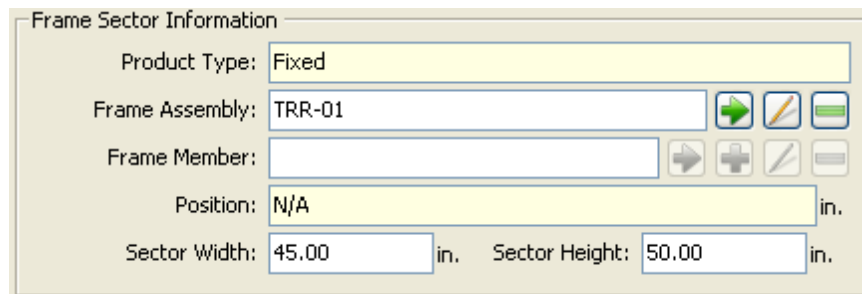 Frame Sector Information
Product Type: Fixed
Frame Assembly: TRR-01
Frame Member:
Position: N/A in.
Sector Width: 45.00 in. Sector Height: 50.00 in.